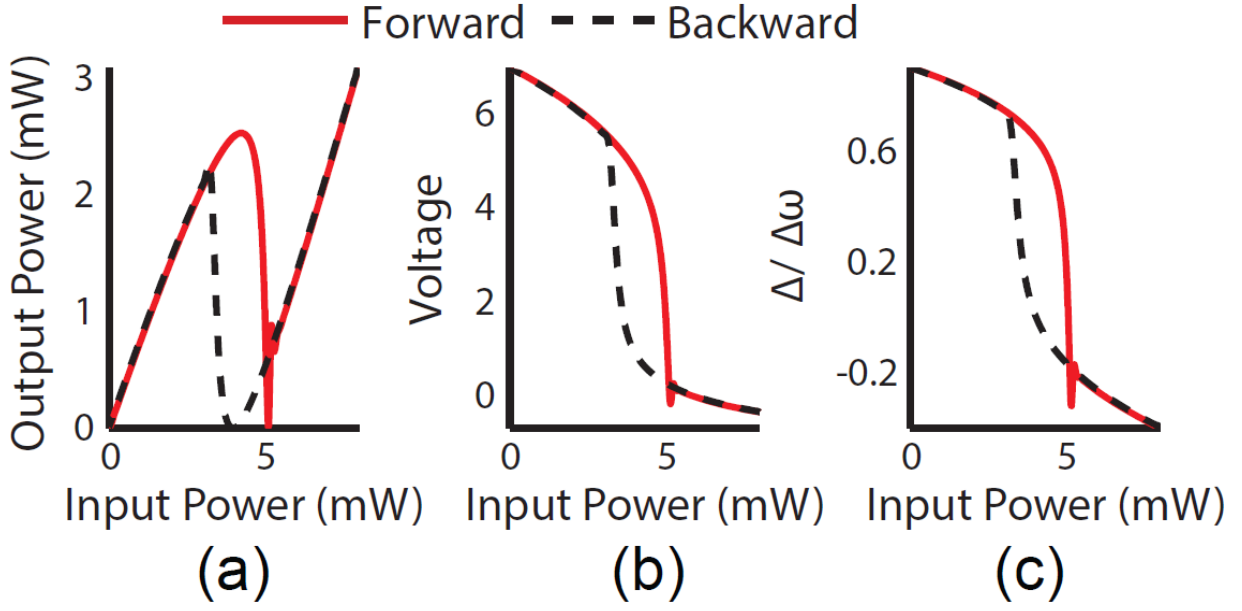 Forward Backward
Output Power (mW)
3
2
1
0
0 5
Input Power (mW)
(a)
Voltage
6
4
2
0
0 5
Input Power (mW)
(b)
Δ/ Δω
0.6
0.2
-0.2
0 5
Input Power (mW)
(c)